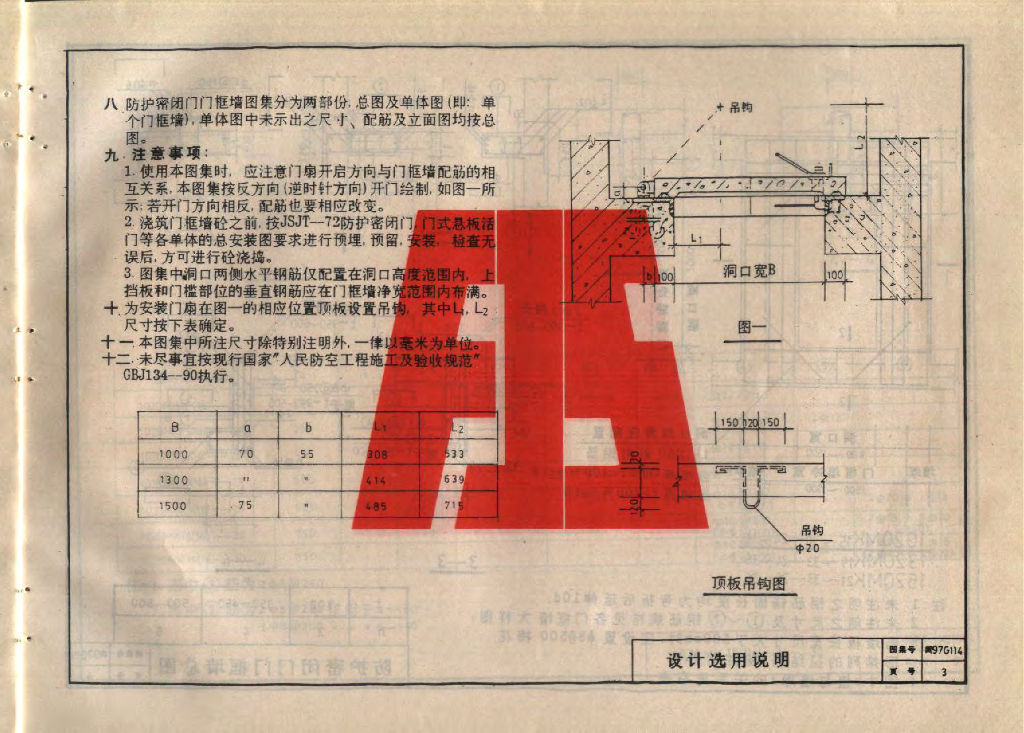 八 防护密闭门门框墙图集分为两部份.总图及单体图(即: 单
个门框墙),单体图中未示出之尺寸、配筋及立面图均按总
图。
九.注意事项:
1.使用本图集时, 应注意门扇开启方向与门框墙配筋的相
互关系.本图集按反方向(逆时针方向)开门绘制,如图一所
示;若开门方向相反,配筋也要相应改变。
2.浇筑门框墙砼之前,按JSJT--72防护密闭门,门式悬板活
门等各单体的总安装图要求进行预埋,预留,安装, 检查无
误后,方可进行砼浇捣。
3.图集中洞口两侧水平钢筋仅配置在洞口高度范围内, 上
挡板和门槛部位的垂直钢筋应在门框墙净宽范围内布满。
十.为安装门扇在图一的相应位置顶板设置吊钩, 其中L1,L2
尺寸按下表确定。
十一.本图集中所注尺寸除特别注明外,一律以毫米为单位。
十二.未尽事宜按现行国家"人民防空工程施工及验收规范"
GBJ134--90执行。
B a b L1 L2
1000 70 55 308 533
1300 " " 414 639
1500 75 " 485 715
吊钩
L2
a
L1
b 100 洞口宽B 100
图一
150 120 150
20
120
吊钩
Φ20
顶板吊钩图
设计选用说明
图集号 闽97G114
页号 3